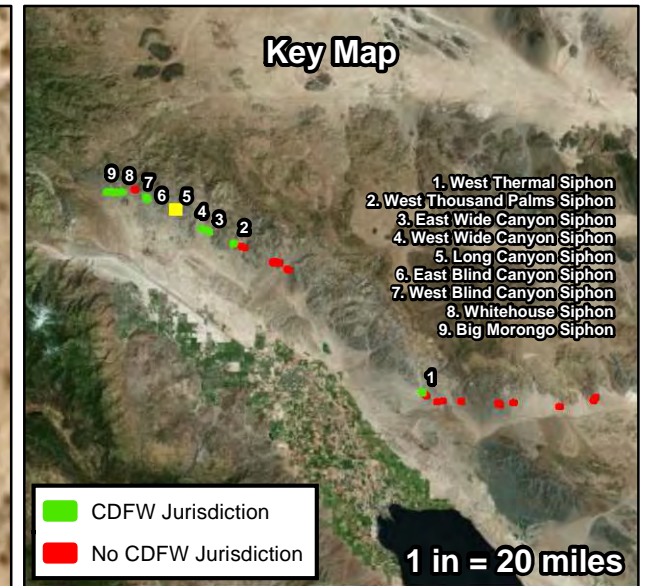 Key Map
9
8
7
6
5
4
3
2
1
1. West Thermal Siphon
2. West Thousand Palms Siphon
3. East Wide Canyon Siphon
4. West Wide Canyon Siphon
5. Long Canyon Siphon
6. East Blind Canyon Siphon
7. West Blind Canyon Siphon
8. Whitehouse Siphon
9. Big Morongo Siphon
CDFW Jurisdiction
No CDFW Jurisdiction
1 in = 20 miles